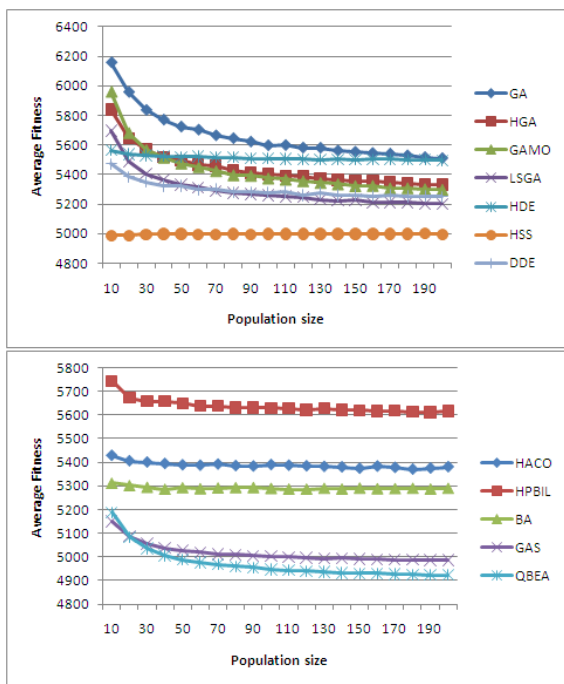 6400
6200
6000
5800
5600
5400
5200
5000
4800
Average Fitness
10 30 50 70 90 110 130 150 170 190
Population size
GA
HGA
GAMO
LSGA
HDE
HSS
DDE
5800
5700
5600
5500
5400
5300
5200
5100
5000
4900
4800
Average Fitness
10 30 50 70 90 110 130 150 170 190
Population size
HACO
HPBIL
BA
GAS
QBEA